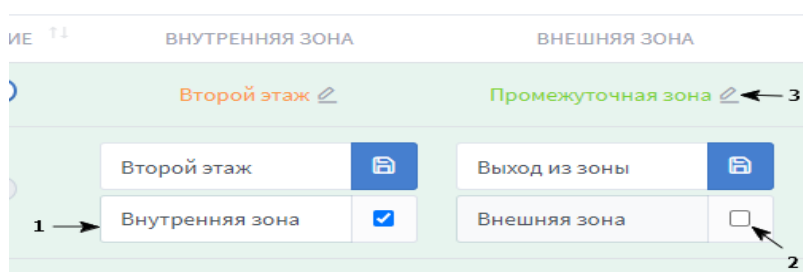 ИЕ ↑↓ ВНУТРЕННЯЯ ЗОНА ВНЕШНЯЯ ЗОНА
Второй этаж Промежуточная зона 3
Второй этаж Выход из зоны
1 Внутренняя зона Внешняя зона
2